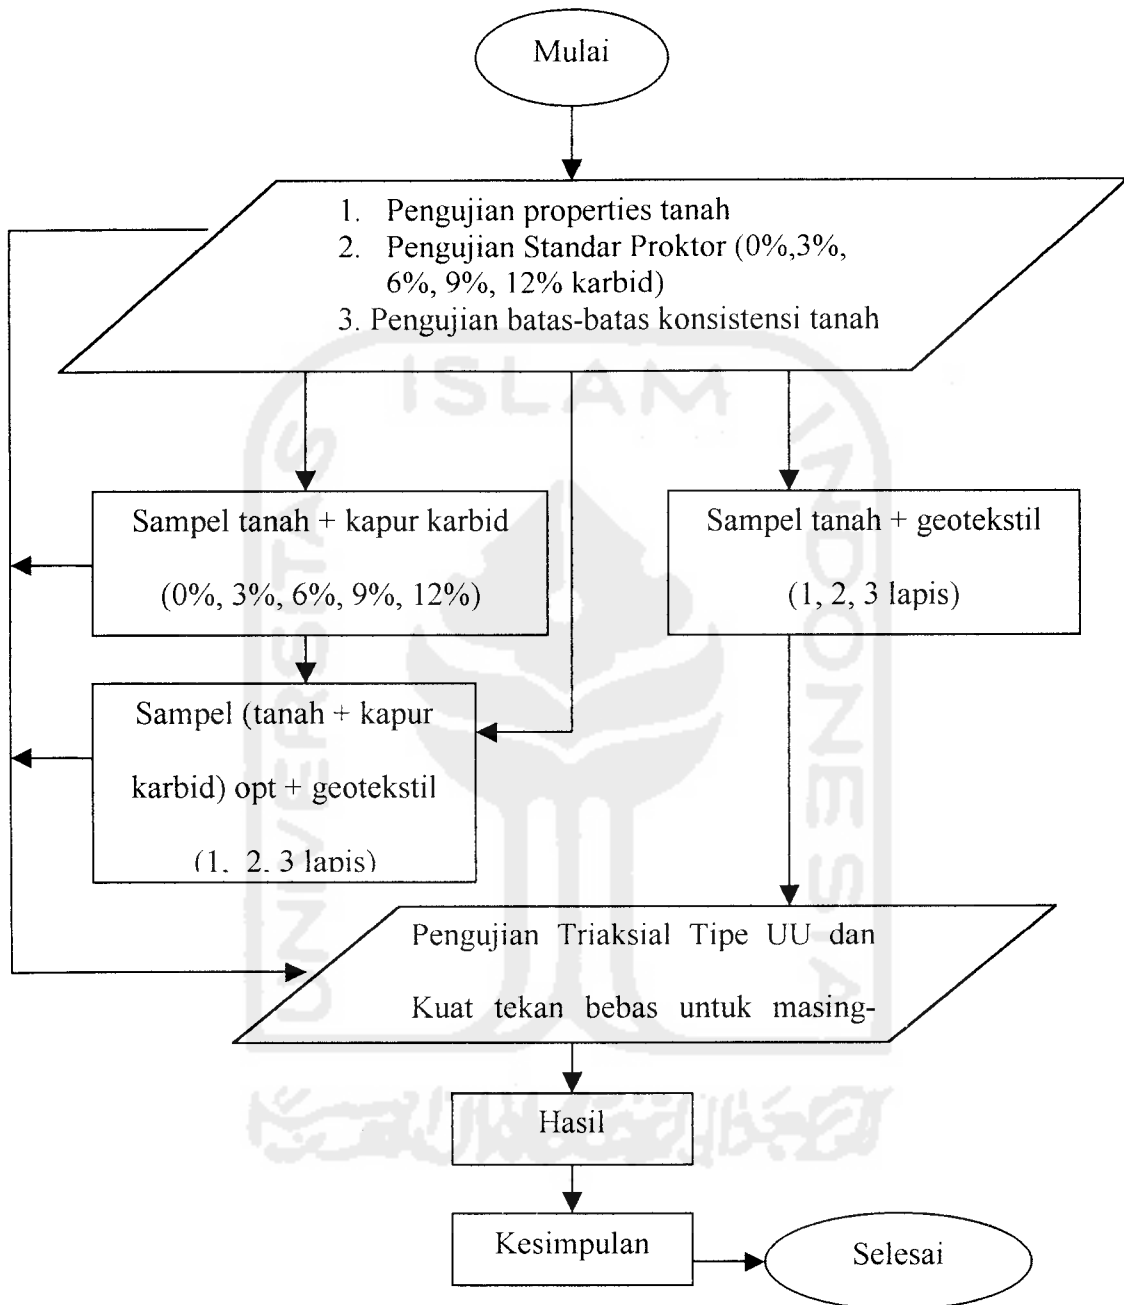 Mulai
1. Pengujian properties tanah
2. Pengujian Standar Proktor (0%,3%,
6%, 9%, 12% karbid)
3. Pengujian batas-batas konsistensi tanah
Sampel tanah + kapur karbid
(0%, 3%, 6%, 9%, 12%)
Sampel tanah + geotekstil
(1, 2, 3 lapis)
Sampel (tanah + kapur
karbid) opt + geotekstil
(1, 2, 3 lapis)
Pengujian Triaksial Tipe UU dan
Kuat tekan bebas untuk masing-
Hasil
Kesimpulan
Selesai
UNIVERSITAS
ISLAM
INDONESIA